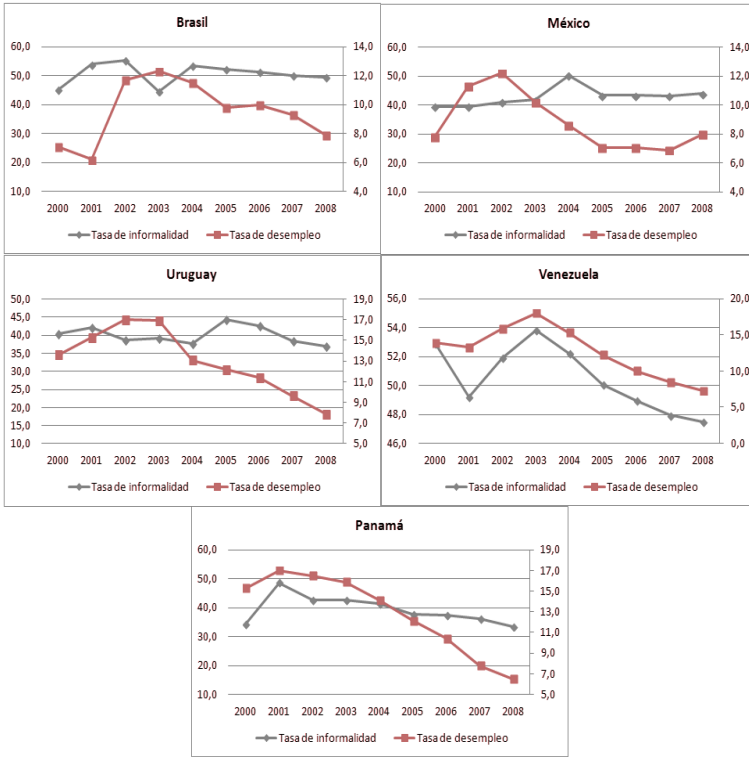 Brasil
60,0 14,0
50,0 12,0
40,0 10,0
30,0 8,0
20,0 6,0
10,0 4,0
2000 2001 2002 2003 2004 2005 2006 2007 2008
Tasa de informalidad Tasa de desempleo
México
60,0 14,0
50,0 12,0
40,0 10,0
30,0 8,0
20,0 6,0
10,0 4,0
2000 2001 2002 2003 2004 2005 2006 2007 2008
Tasa de informalidad Tasa de desempleo
Uruguay
50,0 19,0
45,0 17,0
40,0 15,0
35,0 13,0
30,0 11,0
25,0 9,0
20,0 7,0
15,0 5,0
10,0
2000 2001 2002 2003 2004 2005 2006 2007 2008
Tasa de informalidad Tasa de desempleo
Venezuela
56,0 20,0
54,0 15,0
52,0 10,0
50,0 5,0
48,0 0,0
46,0
2000 2001 2002 2003 2004 2005 2006 2007 2008
Tasa de informalidad Tasa de desempleo
Panamá
60,0 19,0
50,0 17,0
40,0 15,0
30,0 13,0
20,0 11,0
10,0 9,0
7,0
5,0
2000 2001 2002 2003 2004 2005 2006 2007 2008
Tasa de informalidad Tasa de desempleo